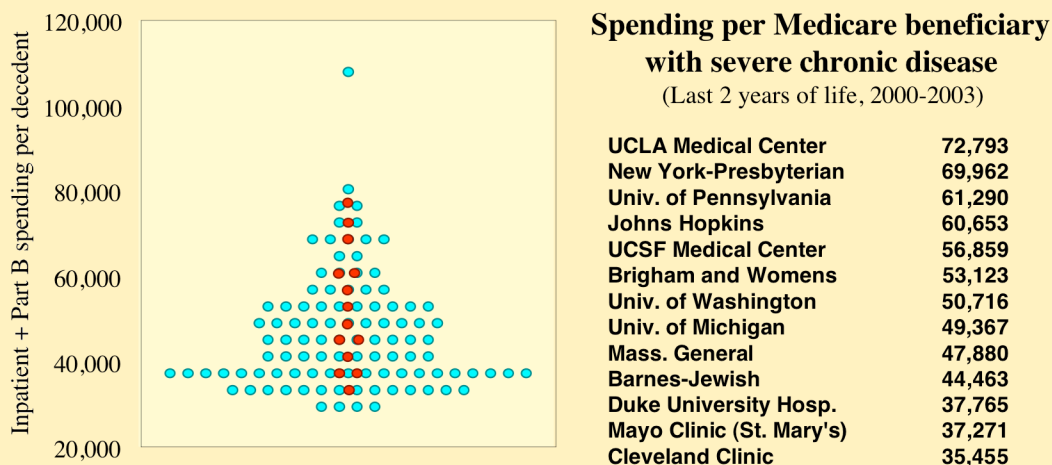 120,000
100,000
80,000
60,000
40,000
20,000
Inpatient + Part B spending per decedent
Spending per Medicare beneficiary
with severe chronic disease
(Last 2 years of life, 2000-2003)
UCLA Medical Center 72,793
New York-Presbyterian 69,962
Univ. of Pennsylvania 61,290
Johns Hopkins 60,653
UCSF Medical Center 56,859
Brigham and Womens 53,123
Univ. of Washington 50,716
Univ. of Michigan 49,367
Mass. General 47,880
Barnes-Jewish 44,463
Duke University Hosp. 37,765
Mayo Clinic (St. Mary's) 37,271
Cleveland Clinic 35,455